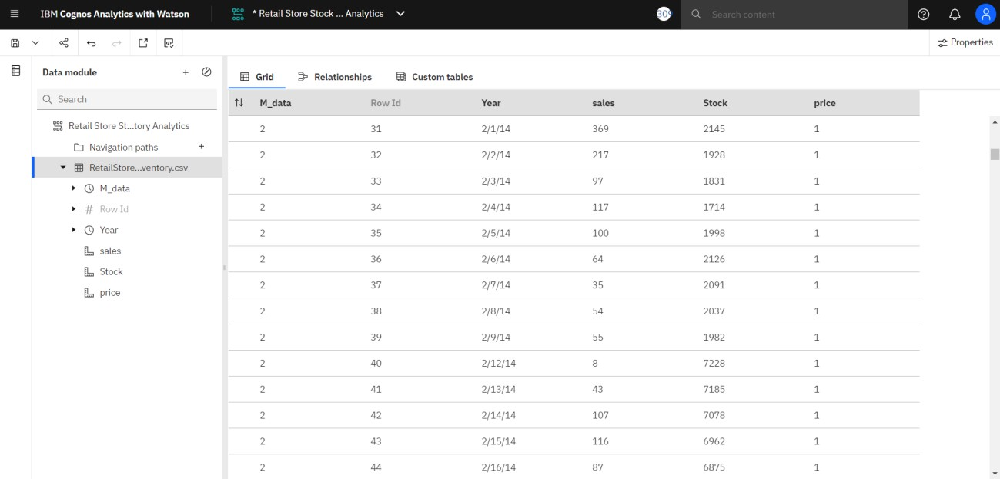 IBM Cognos Analytics with Watson
* Retail Store Stock ... Analytics
309
Search content
Properties
Data module
Search
Retail Store St...tory Analytics
Navigation paths
RetailStore...ventory.csv
M_data
# Row Id
Year
sales
Stock
price
Grid Relationships Custom tables
M_data Row Id Year sales Stock price
2 31 2/1/14 369 2145 1
2 32 2/2/14 217 1928 1
2 33 2/3/14 97 1831 1
2 34 2/4/14 117 1714 1
2 35 2/5/14 100 1998 1
2 36 2/6/14 64 2126 1
2 37 2/7/14 35 2091 1
2 38 2/8/14 54 2037 1
2 39 2/9/14 55 1982 1
2 40 2/12/14 8 7228 1
2 41 2/13/14 43 7185 1
2 42 2/14/14 107 7078 1
2 43 2/15/14 116 6962 1
2 44 2/16/14 87 6875 1